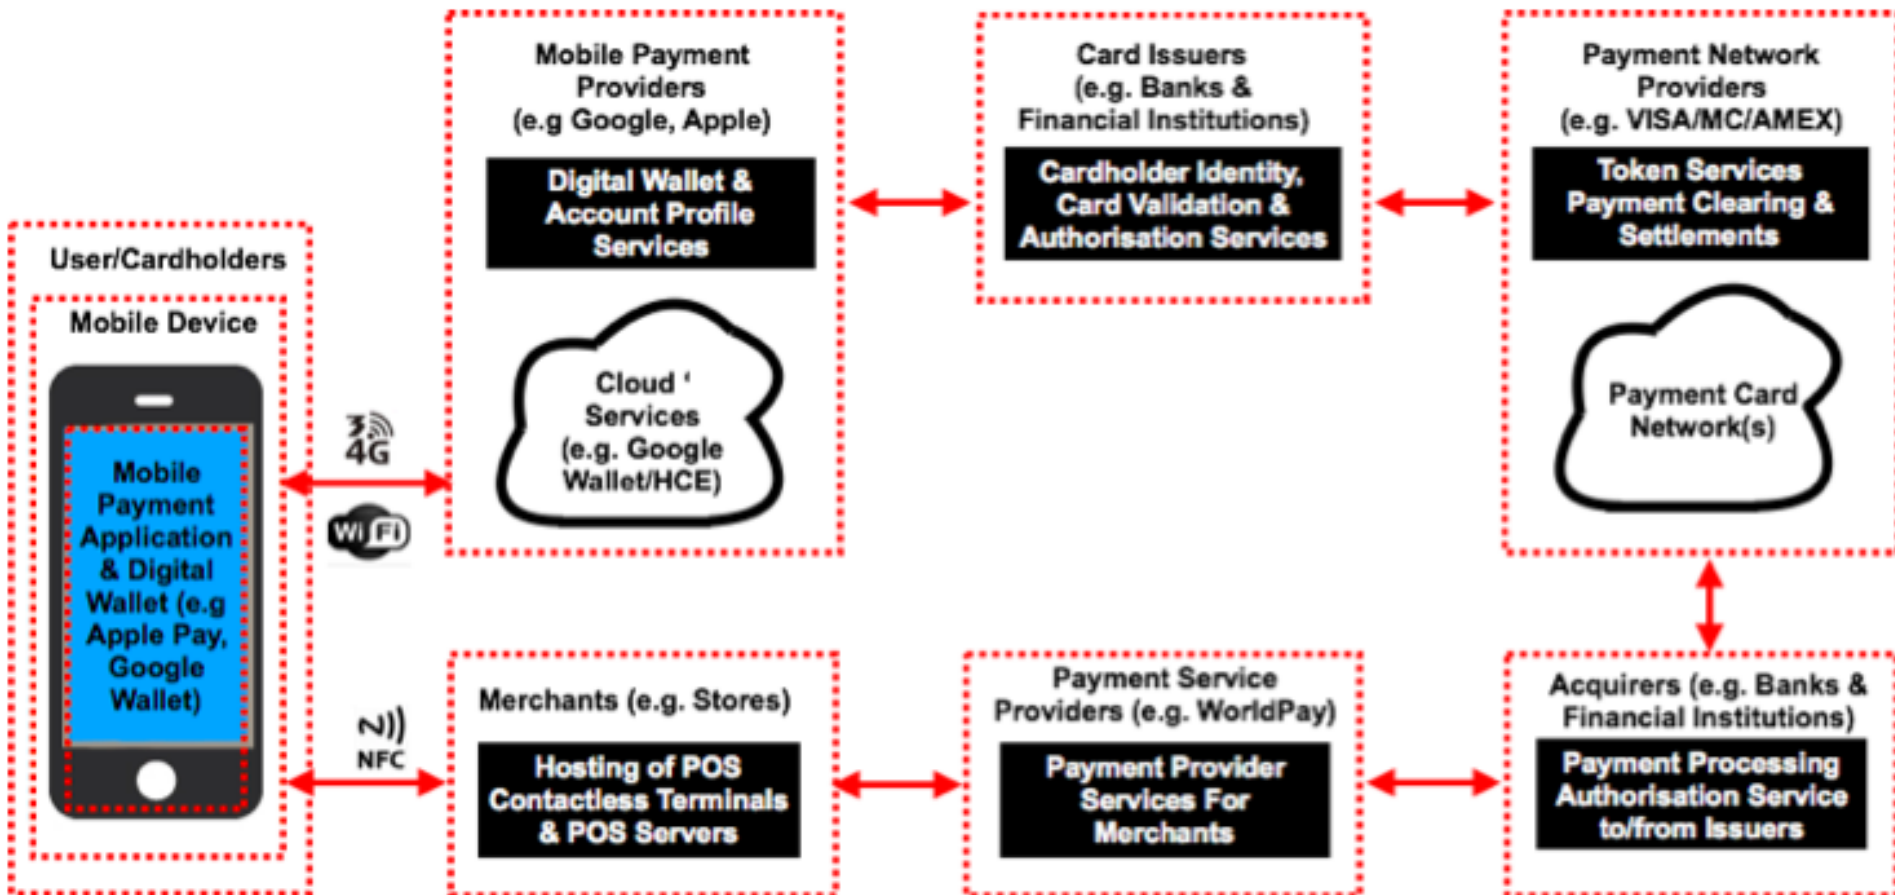 Mobile Payment
Providers
(e.g Google, Apple)
Digital Wallet &
Account Profile
Services
Cloud '
Services
(e.g. Google
Wallet/HCE)
Card Issuers
(e.g. Banks &
Financial Institutions)
Cardholder Identity,
Card Validation &
Authorisation Services
Payment Network
Providers
(e.g. VISA/MC/AMEX)
Token Services
Payment Clearing &
Settlements
Payment Card
Network(s)
User/Cardholders
Mobile Device
Mobile
Payment
Application
& Digital
Wallet (e.g
Apple Pay,
Google
Wallet)
3
4G
Wi Fi
NFC
Merchants (e.g. Stores)
Hosting of POS
Contactless Terminals
& POS Servers
Payment Service
Providers (e.g. WorldPay)
Payment Provider
Services For
Merchants
Acquirers (e.g. Banks &
Financial Institutions)
Payment Processing
Authorisation Service
to/from Issuers